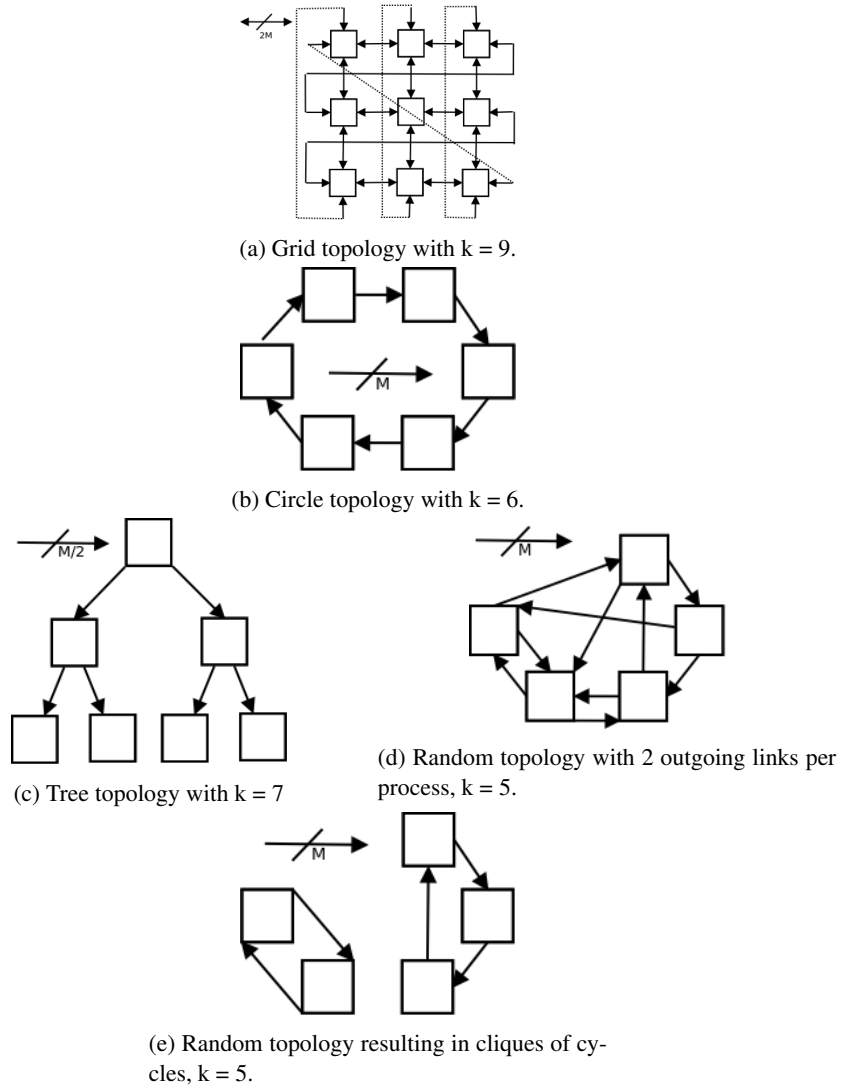 2M
(a) Grid topology with k = 9.
M
(b) Circle topology with k = 6.
M/2
(c) Tree topology with k = 7
M
(d) Random topology with 2 outgoing links per
process, k = 5.
M
(e) Random topology resulting in cliques of cy-
cles, k = 5.